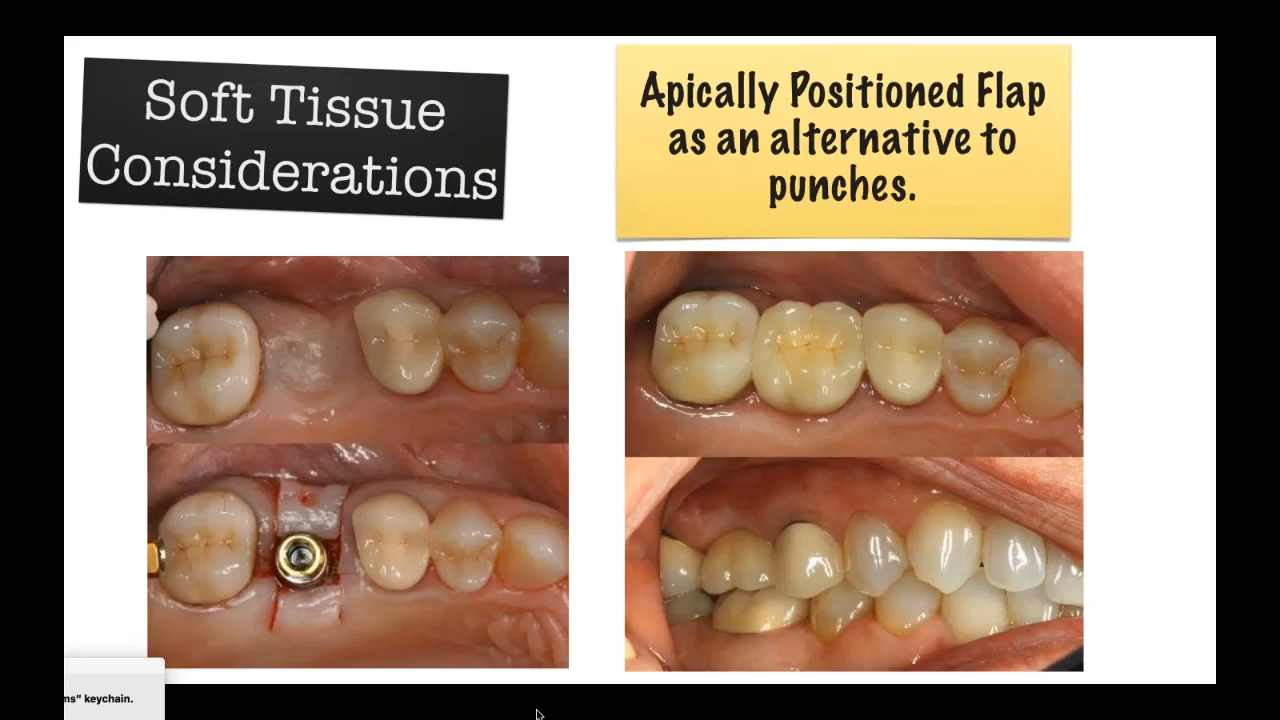 Soft Tissue
Considerations
Apically Positioned Flap
as an alternative to
punches.
keychain.